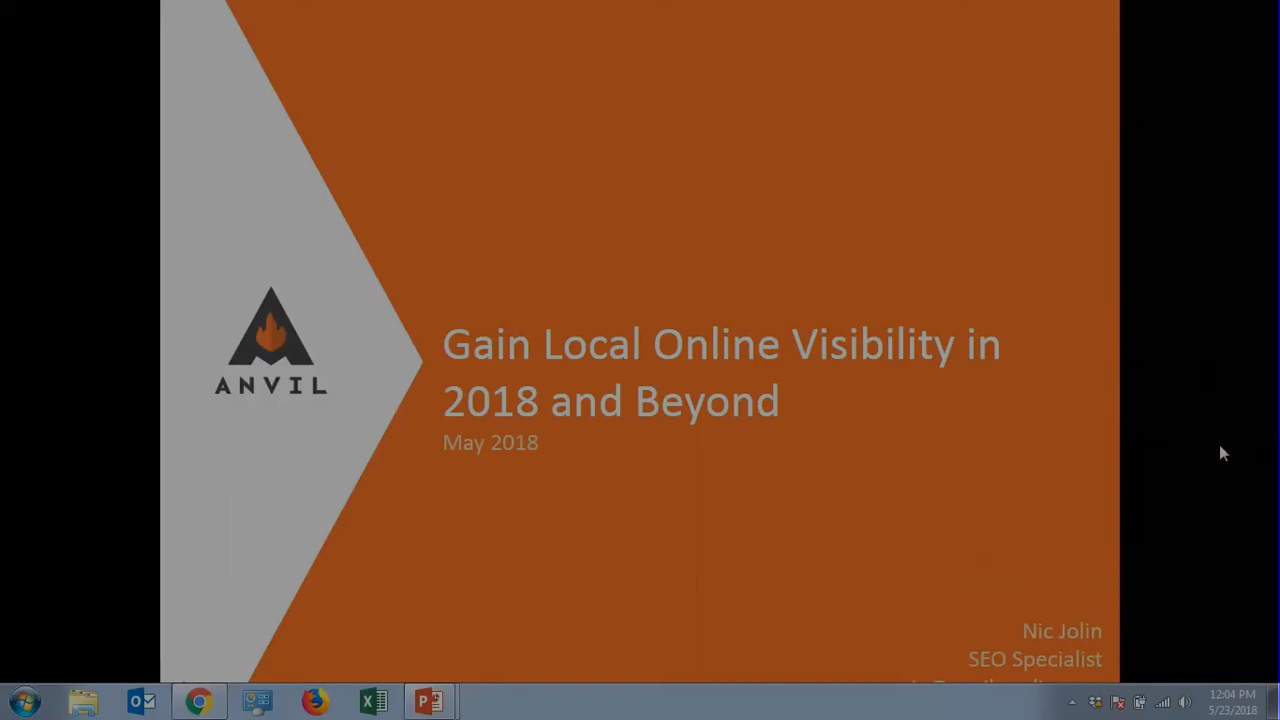 ANVIL
Gain Local Online Visibility in
2018 and Beyond
May 2018
Nic Jolin
SEO Specialist
12:04 PM
5/23/2018